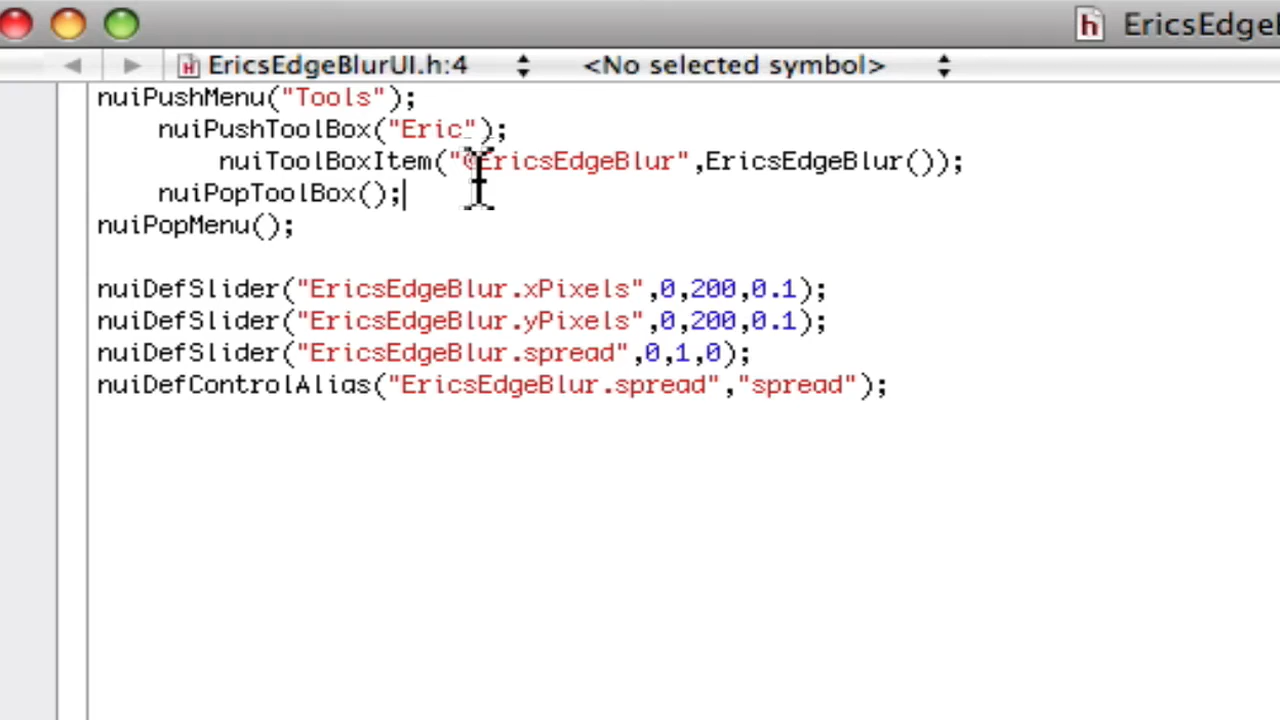 h EricsEdgeB
EricsEdgeBlurUI.h:4 <No selected symbol>
nuiPushMenu("Tools");
nuiPushToolBox("Eric");
nuiToolBoxItem("@EricsEdgeBlur",EricsEdgeBlur());
nuiPopToolBox();
nuiPopMenu();
nuiDefSlider("EricsEdgeBlur.xPixels",0,200,0.1);
nuiDefSlider("EricsEdgeBlur.yPixels",0,200,0.1);
nuiDefSlider("EricsEdgeBlur.spread",0,1,0);
nuiDefControlAlias("EricsEdgeBlur.spread","spread");